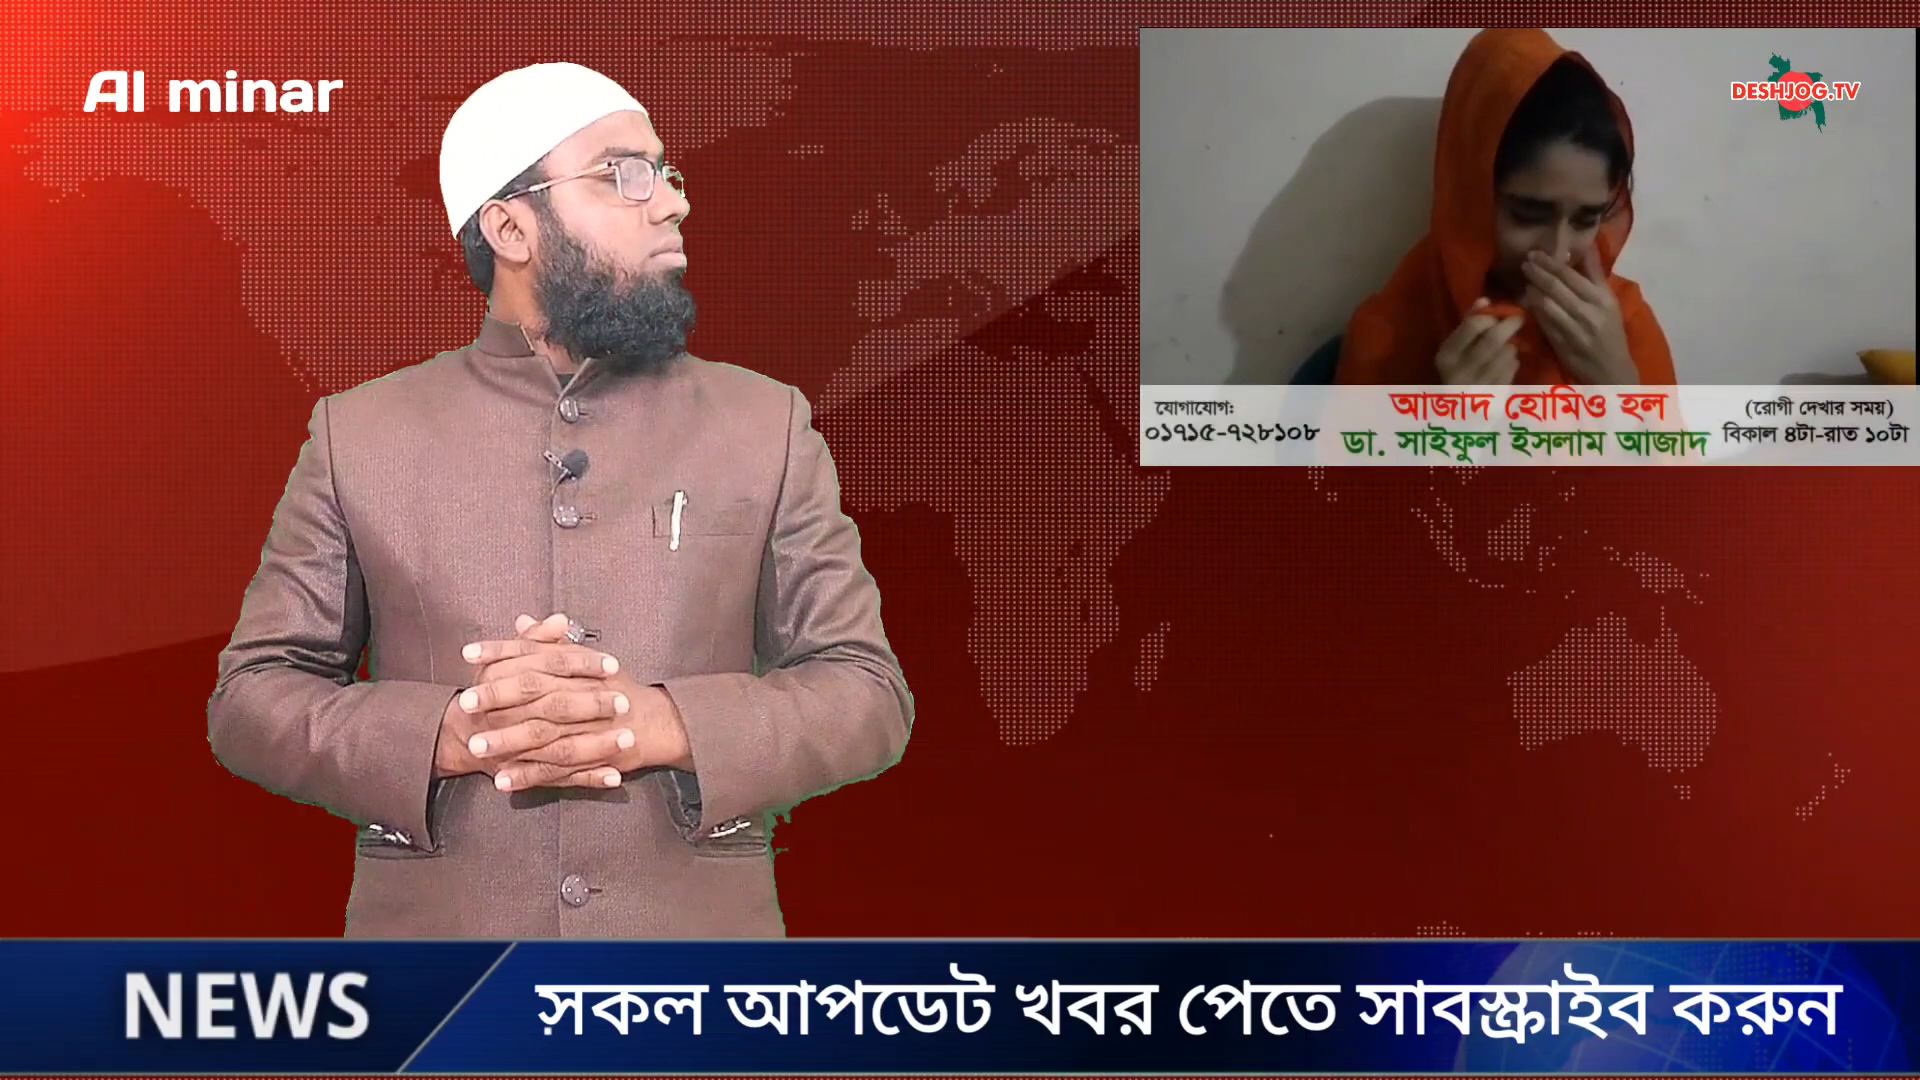 Al minar
DESHJOG.TV
যোগাযোগ:
০১৭১৫-৭২৮১০৮
আজাদ হোমিও হল
ডা. সাইফুল ইসলাম আজাদ
(রোগী দেখার সময়)
বিকাল ৪টা-রাত ১০টা
NEWS
সকল আপডেট খবর পেতে সাবস্ক্রাইব করুন